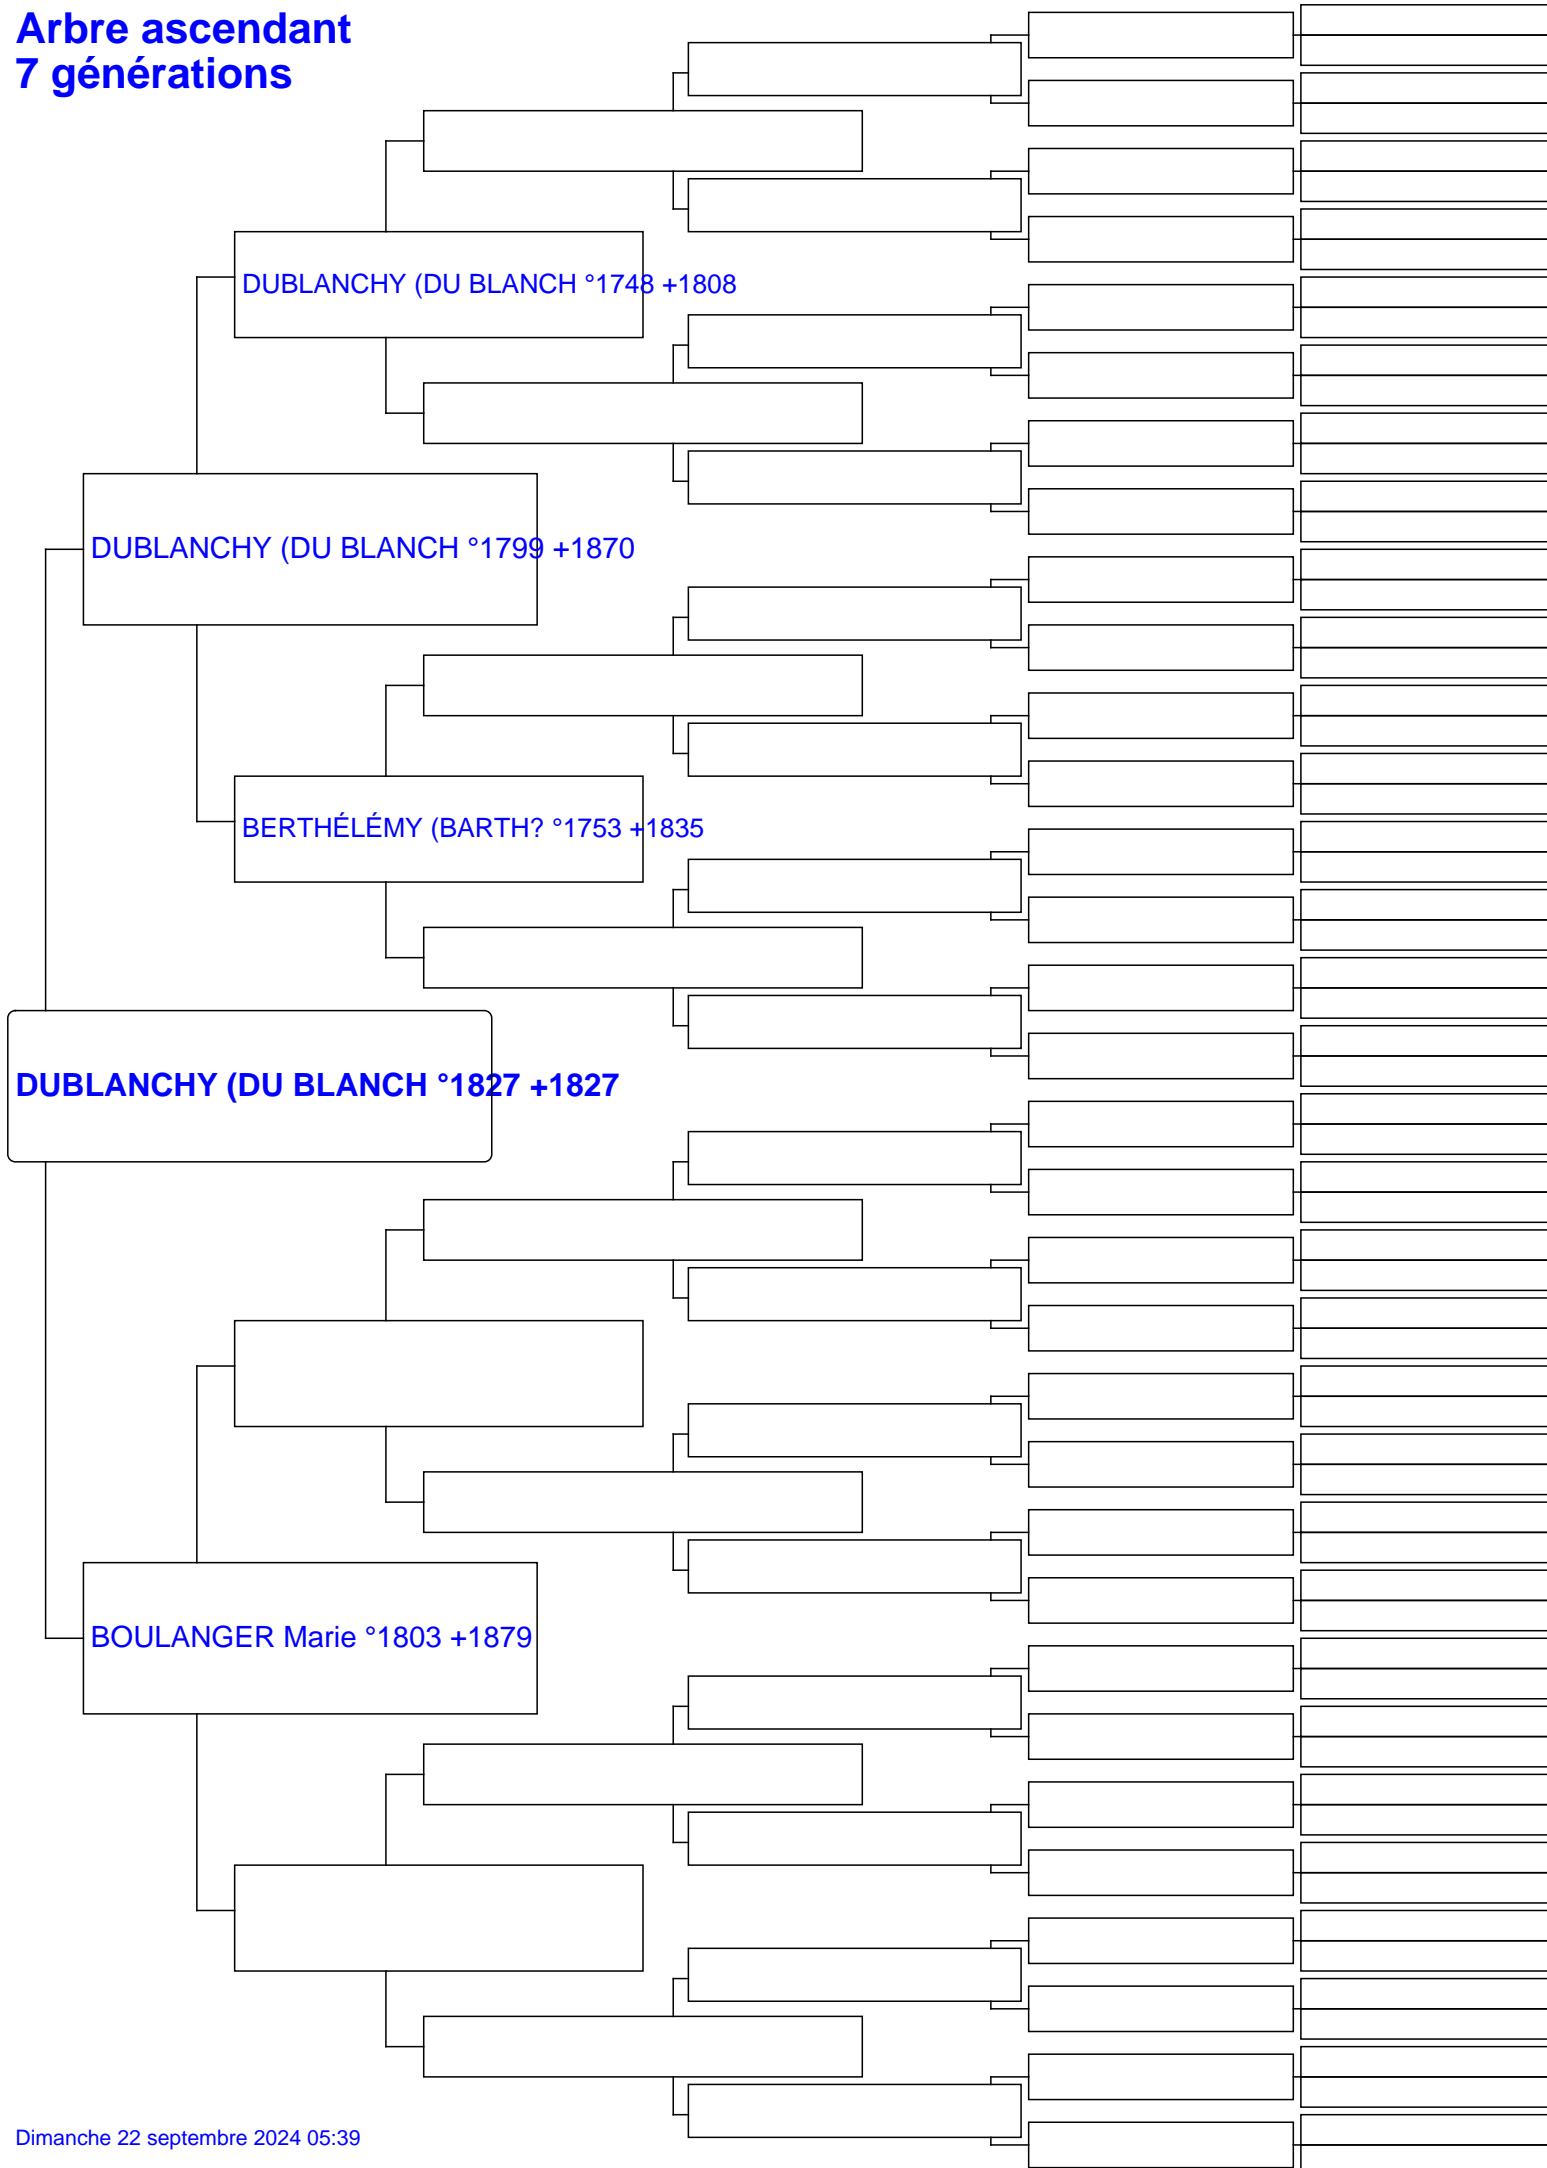 Arbre ascendant
7 générations
DUBLANCHY (DU BLANCH °1748 +1808
DUBLANCHY (DU BLANCH °1799 +1870
BERTHÉLÉMY (BARTH? °1753 +1835
DUBLANCHY (DU BLANCH °1827 +1827
BOULANGER Marie °1803 +1879
Dimanche 22 septembre 2024 05:39